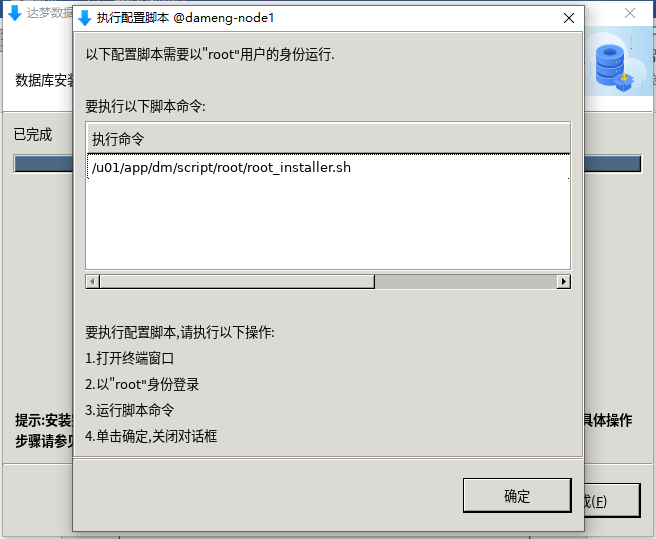 达梦数据
执行配置脚本 @dameng-node1
以下配置脚本需要以"root"用户的身份运行.
数据库安装
要执行以下脚本命令:
已完成
执行命令
/u01/app/dm/script/root/root_installer.sh
要执行配置脚本,请执行以下操作:
1.打开终端窗口
2.以"root"身份登录
3.运行脚本命令
4.单击确定,关闭对话框
提示:安装
具体操作
步骤请参见
确定
成(F)